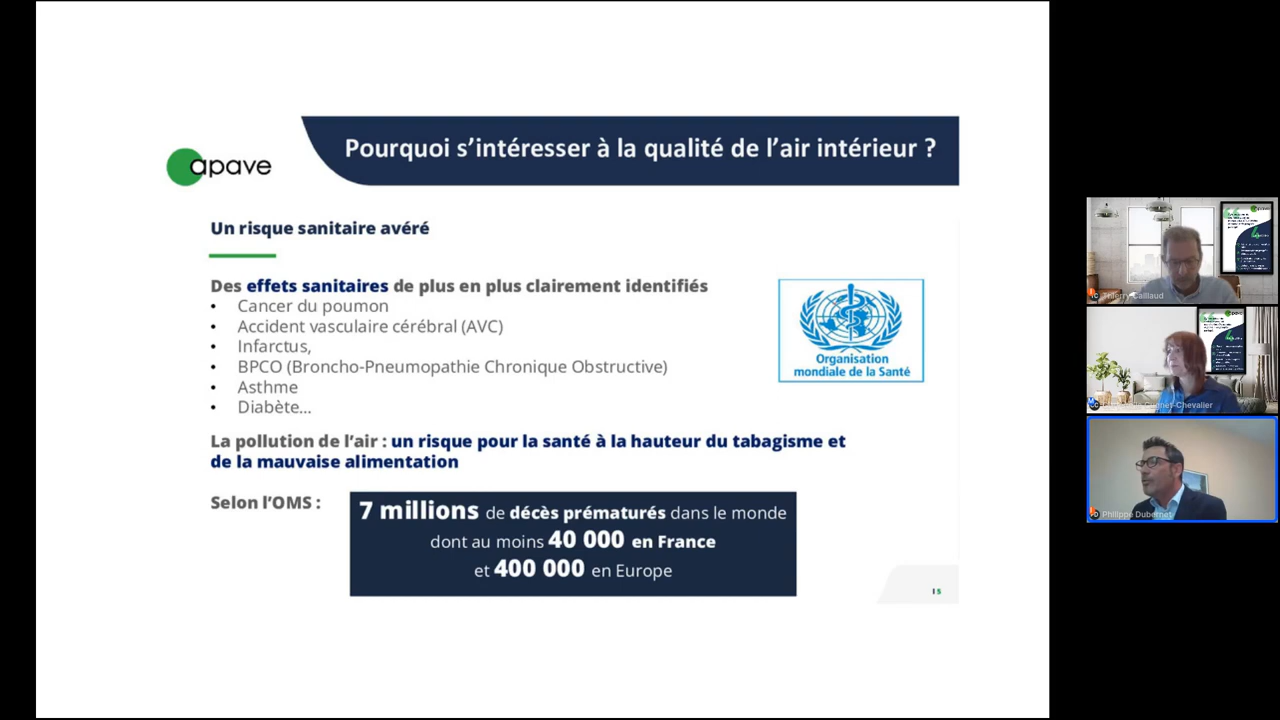 Pourquoi s'intéresser à la qualité de l'air intérieur ?
apave
Un risque sanitaire avéré
Des effets sanitaires de plus en plus clairement identifiés
• Cancer du poumon
• Accident vasculaire cérébral (AVC)
• Infarctus,
• BPCO (Broncho-Pneumopathie Chronique Obstructive)
• Asthme
• Diabète...
Organisation
mondiale de la Santé
La pollution de l'air : un risque pour la santé à la hauteur du tabagisme et
de la mauvaise alimentation
Selon l'OMS :
7 millions de décès prématurés dans le monde
dont au moins 40 000 en France
et 400 000 en Europe
I 5
apave
Thierry Caillaud
-Chevalier
Philippe Dubernet